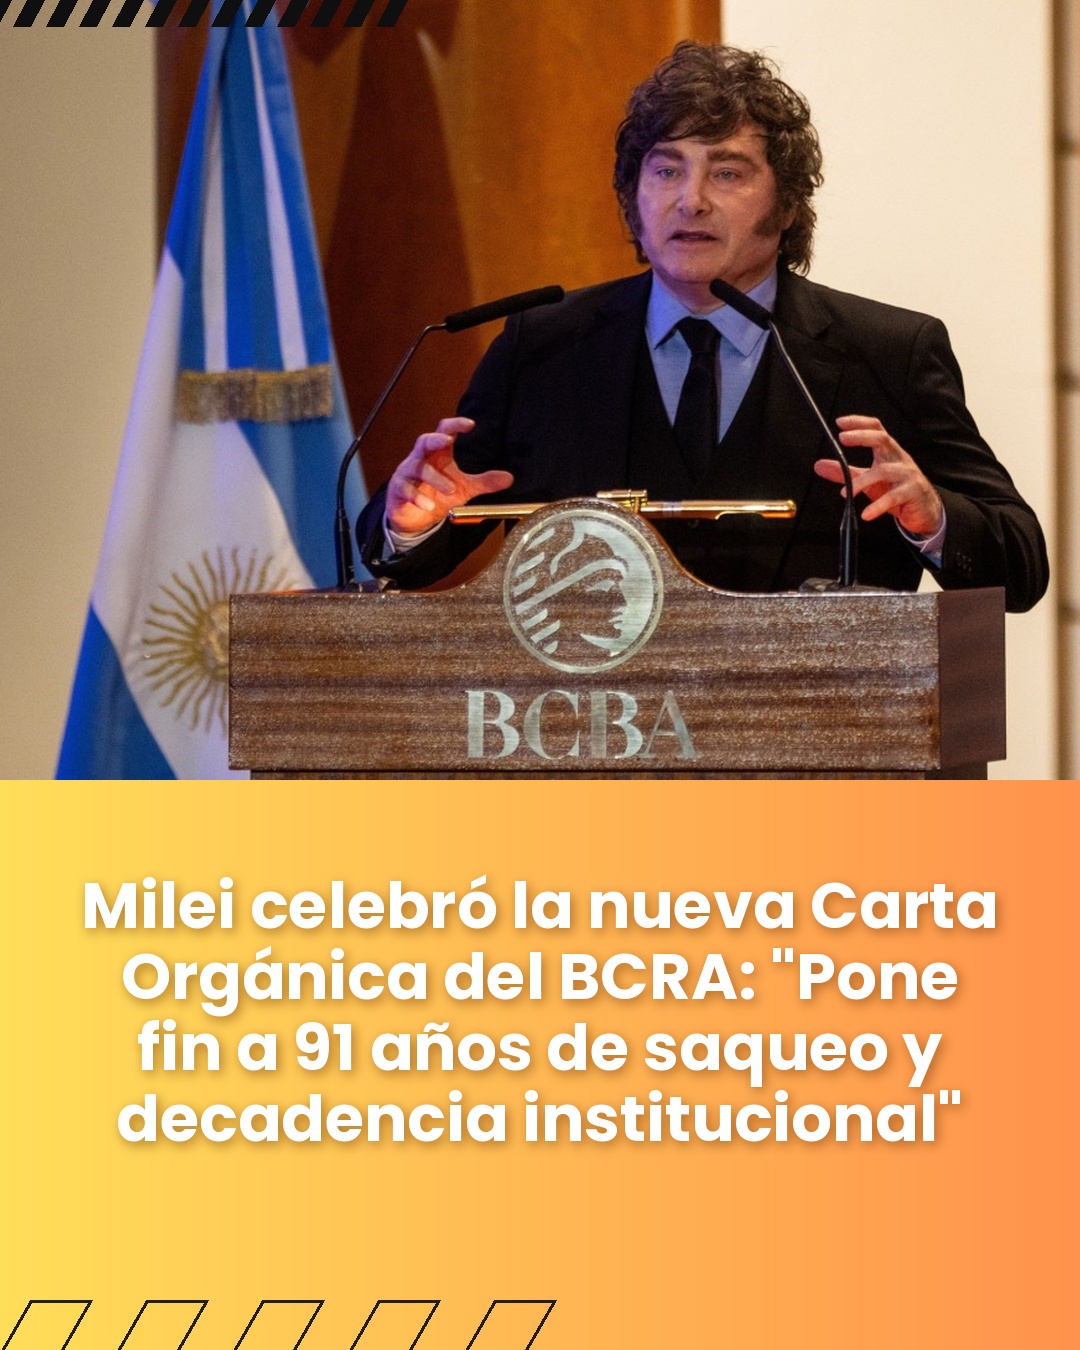 BCBA
Milei celebró la nueva Carta
Orgánica del BCRA: "Pone
fin a 91 años de saqueo y
decadencia institucional"